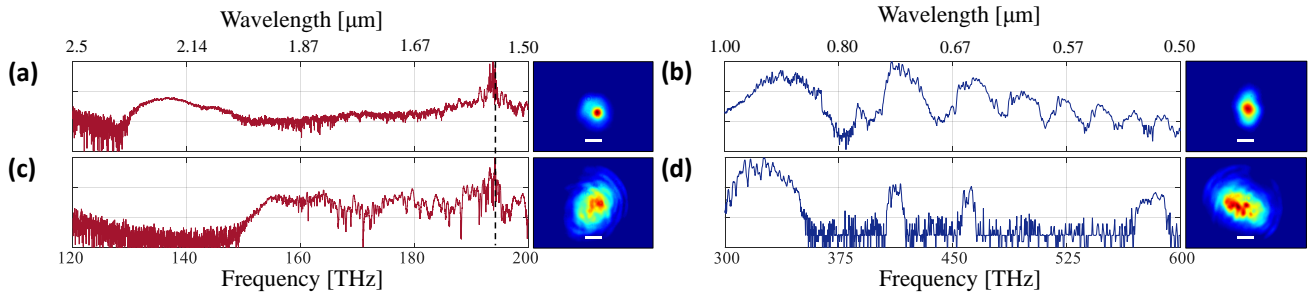 Wavelength [μm]
2.5 2.14 1.87 1.67 1.50
(a)
(c)
120 140 160 180 200
Frequency [THz]
Wavelength [μm]
1.00 0.80 0.67 0.57 0.50
(b)
(d)
300 375 450 525 600
Frequency [THz]